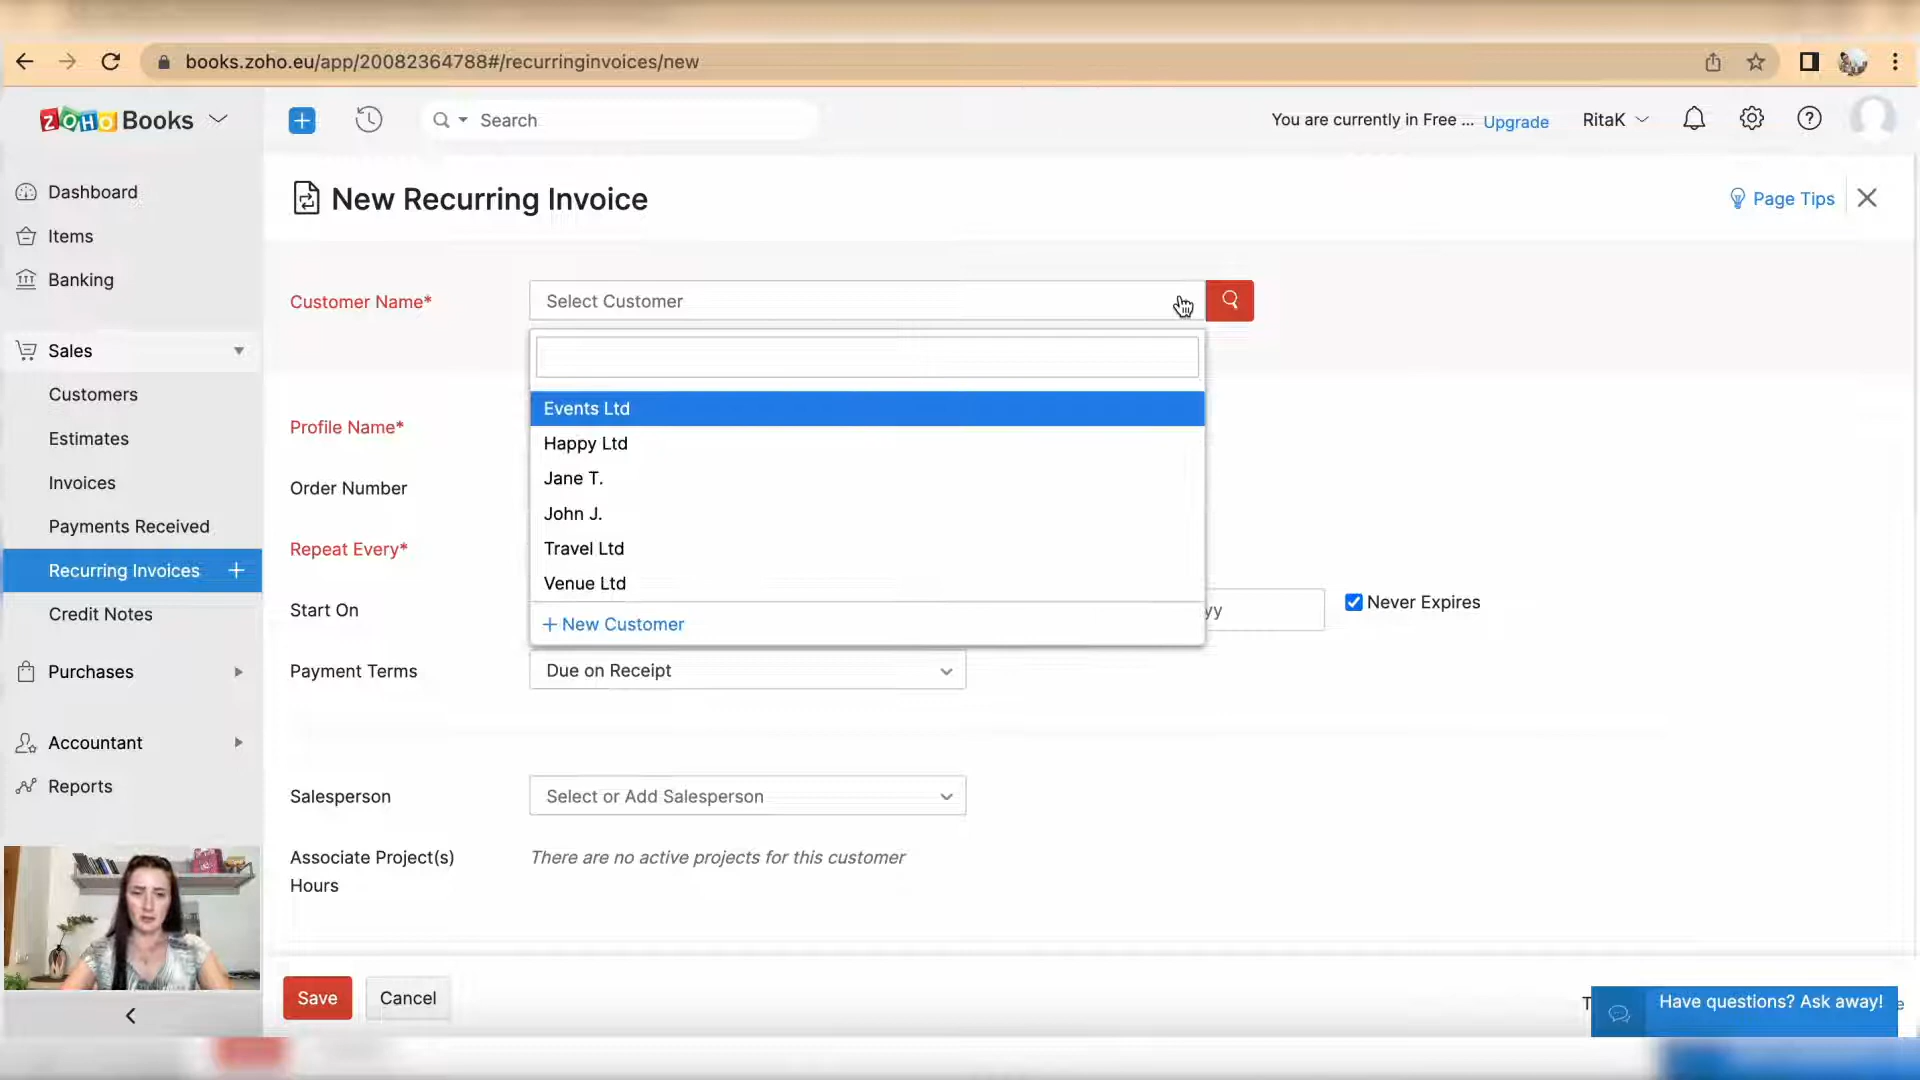 books.zoho.eu/app/20082364788#/recurringinvoices/new
ZOHO Books
Search
You are currently in Free ... Upgrade
RitaK
Dashboard
Items
Banking
Sales
Customers
Estimates
Invoices
Payments Received
Recurring Invoices +
Credit Notes
Purchases
Accountant
Reports
New Recurring Invoice
Page Tips
Customer Name*
Select Customer
Events Ltd
Happy Ltd
Jane T.
John J.
Travel Ltd
Venue Ltd
+ New Customer
Profile Name*
Order Number
Repeat Every*
Start On
yy
Never Expires
Payment Terms
Due on Receipt
Salesperson
Select or Add Salesperson
Associate Project(s)
Hours
There are no active projects for this customer
Save
Cancel
Have questions? Ask away!